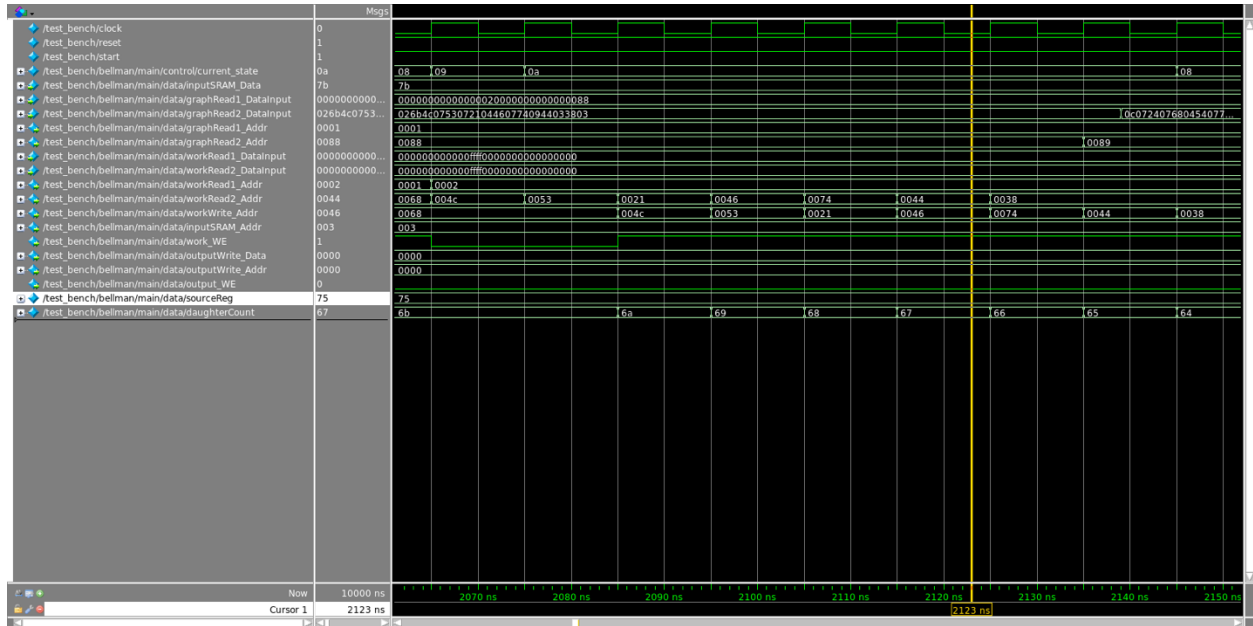 Msgs
/test_bench/clock 0
/test_bench/reset 1
/test_bench/start 1
/test_bench/bellman/main/control/current_state 0a 08 09 0a 08
/test_bench/bellman/main/data/inputSRAM_Data 7b 7b
/test_bench/bellman/main/data/graphRead1_DataInput 0000000000... 00000000000000020000000000000088
/test_bench/bellman/main/data/graphRead2_DataInput 026b4c0753... 026b4c07530721044607740944033803 0c072407680454077...
/test_bench/bellman/main/data/graphRead1_Addr 0001 0001
/test_bench/bellman/main/data/graphRead2_Addr 0088 0088 0089
/test_bench/bellman/main/data/workRead1_DataInput 0000000000... 000000000000ffff0000000000000000
/test_bench/bellman/main/data/workRead2_DataInput 0000000000... 000000000000ffff0000000000000000
/test_bench/bellman/main/data/workRead1_Addr 0002 0001 0002
/test_bench/bellman/main/data/workRead2_Addr 0044 0068 004c 0053 0021 0046 0074 0044 0038
/test_bench/bellman/main/data/workWrite_Addr 0046 0068 004c 0053 0021 0046 0074 0044 0038
/test_bench/bellman/main/data/inputSRAM_Addr 003 003
/test_bench/bellman/main/data/work_WE 1
/test_bench/bellman/main/data/outputWrite_Data 0000 0000
/test_bench/bellman/main/data/outputWrite_Addr 0000 0000
/test_bench/bellman/main/data/output_WE 0
/test_bench/bellman/main/data/sourceReg 75 75
/test_bench/bellman/main/data/daughterCount 67 6b 6a 69 68 67 66 65 64
Now 10000 ns 2070 ns 2080 ns 2090 ns 2100 ns 2110 ns 2120 ns 2130 ns 2140 ns 2150 ns
Cursor 1 2123 ns 2123 ns